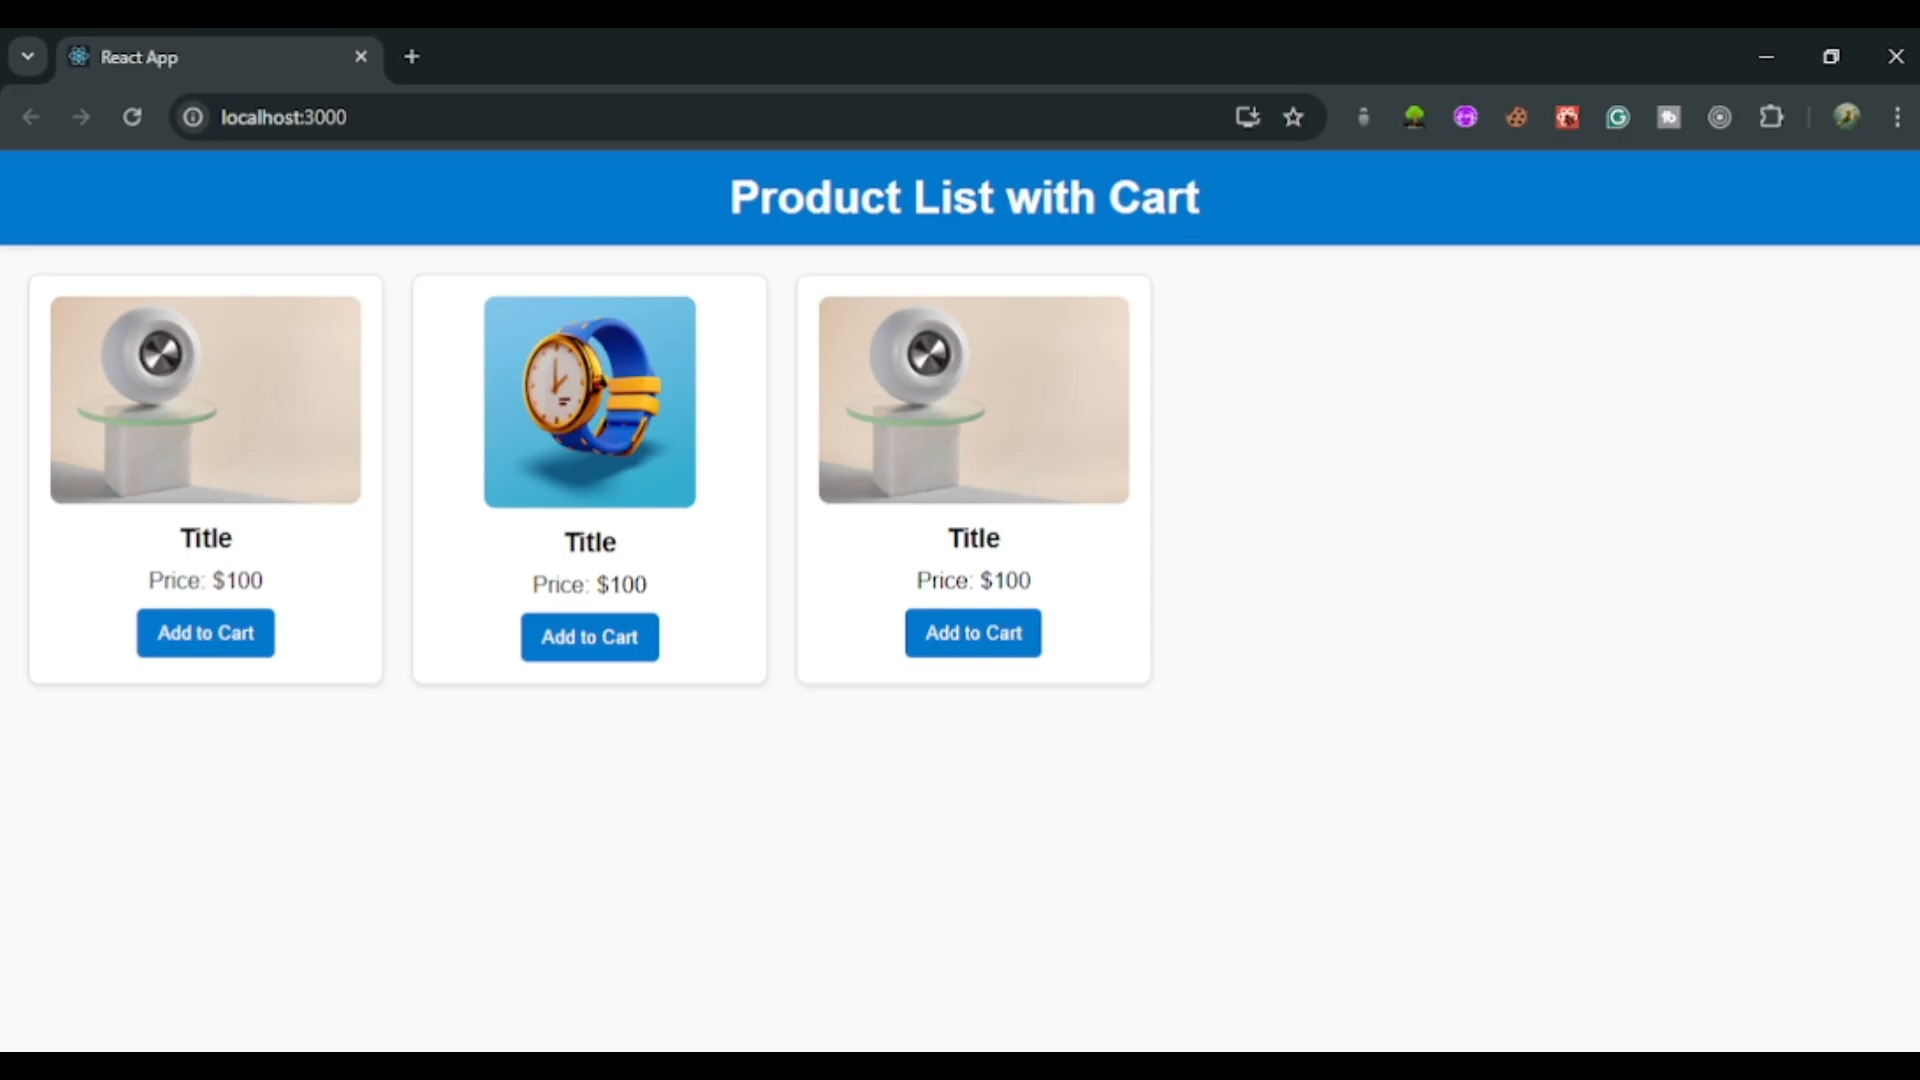 React App
localhost:3000
Product List with Cart
Title
Price: $100
Add to Cart
Title
Price: $100
Add to Cart
Title
Price: $100
Add to Cart